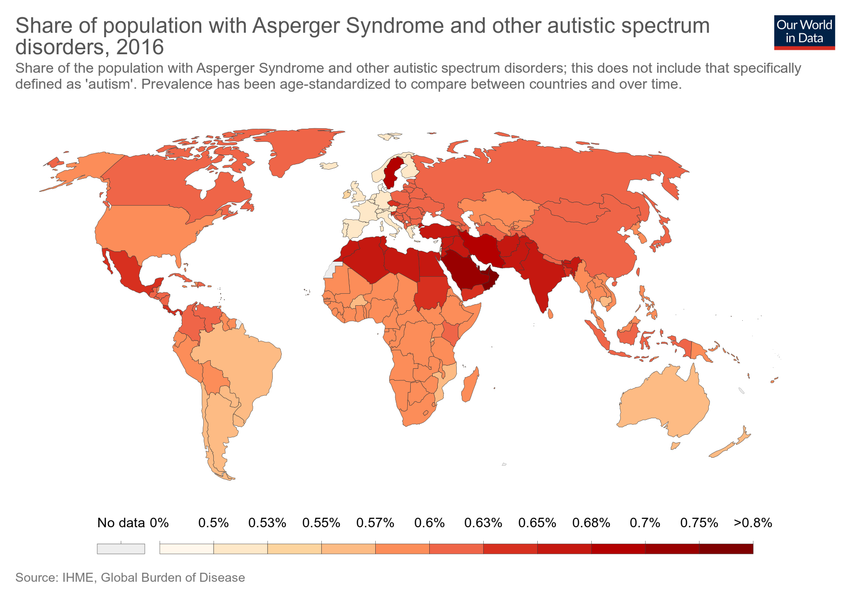 Share of population with Asperger Syndrome and other autistic spectrum
disorders, 2016
Our World
in Data
Share of the population with Asperger Syndrome and other autistic spectrum disorders; this does not include that specifically
defined as 'autism'. Prevalence has been age-standardized to compare between countries and over time.
No data 0% 0.5% 0.53% 0.55% 0.57% 0.6% 0.63% 0.65% 0.68% 0.7% 0.75% >0.8%
Source: IHME, Global Burden of Disease